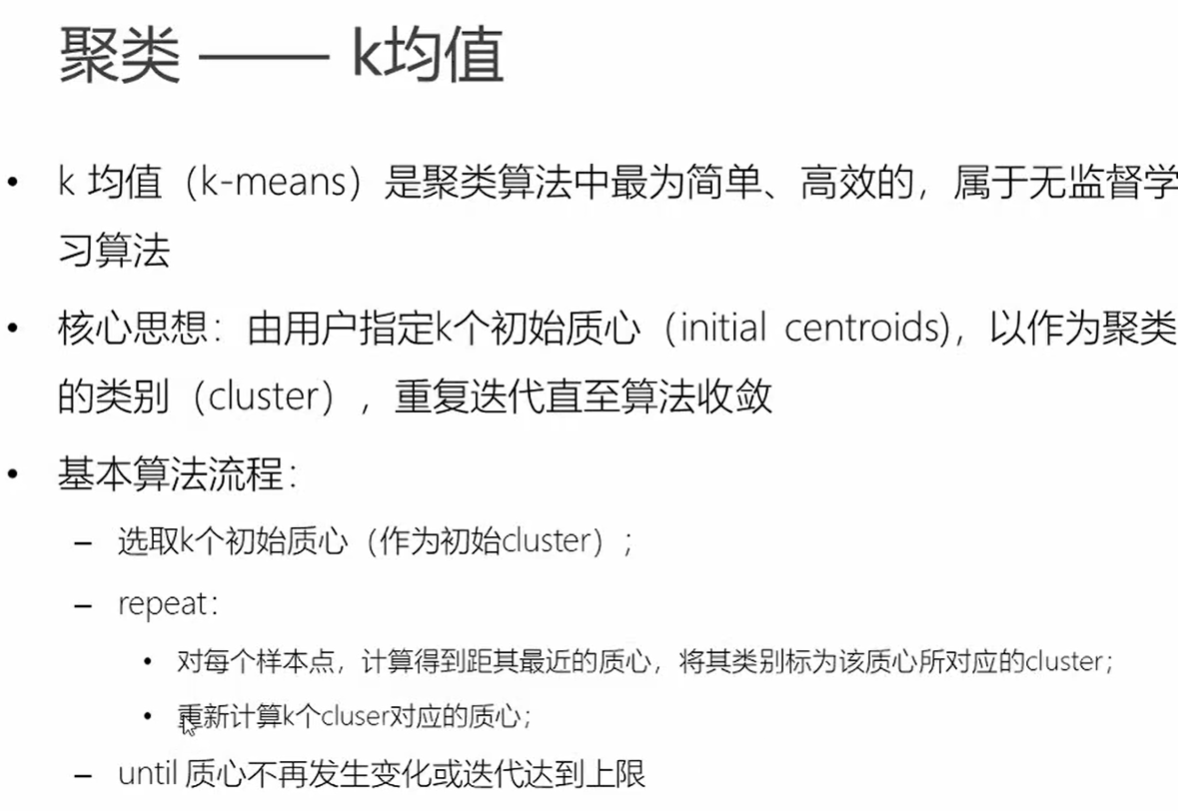 聚类 —— k均值
• k 均值（k-means）是聚类算法中最为简单、高效的，属于无监督学
习算法
• 核心思想：由用户指定k个初始质心（initial centroids)，以作为聚类
的类别（cluster），重复迭代直至算法收敛
• 基本算法流程：
– 选取k个初始质心（作为初始cluster）；
– repeat：
• 对每个样本点，计算得到距其最近的质心，将其类别标为该质心所对应的cluster；
• 重新计算k个cluser对应的质心；
– until 质心不再发生变化或迭代达到上限